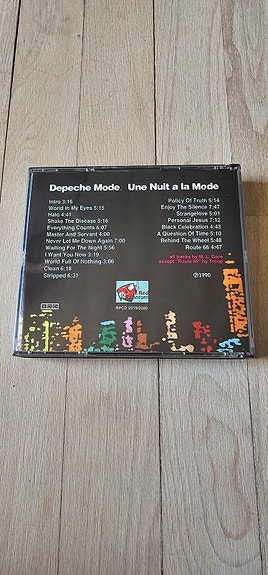 Depeche Mode Une Nuit a la Mode
Intro 3:16
World In My Eyes 5:15
Halo 4:41
Shake The Disease 5:16
Everything Counts 6:07
Master And Servant 4:00
Never Let Me Down Again 7:00
Waiting For The Night 5:56
I Want You Now 3:19
World Full Of Nothing 3:06
Clean 6:18
Stripped 6:31
Policy Of Truth 5:14
Enjoy The Silence 7:47
Strangelove 5:01
Personal Jesus 7:12
Black Celebration 4:43
A Question Of Time 5:10
Behind The Wheel 5:48
Route 66 4:47
all tracks by M. L. Gore
except "Route 66" by Troup
℗ 1990
Red
RPCD 2019/2020